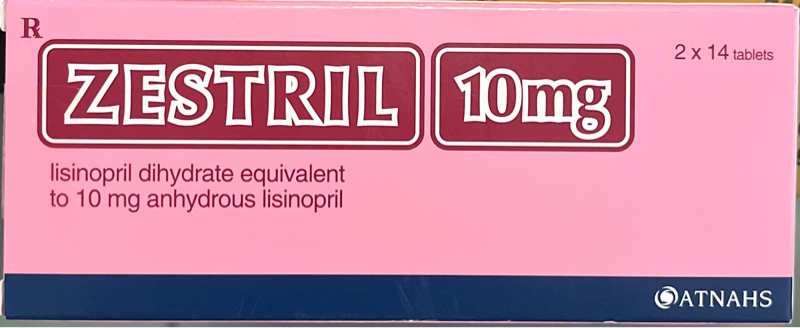 ℞
ZESTRIL 10mg
2 x 14 tablets
lisinopril dihydrate equivalent
to 10 mg anhydrous lisinopril
ATNAHS